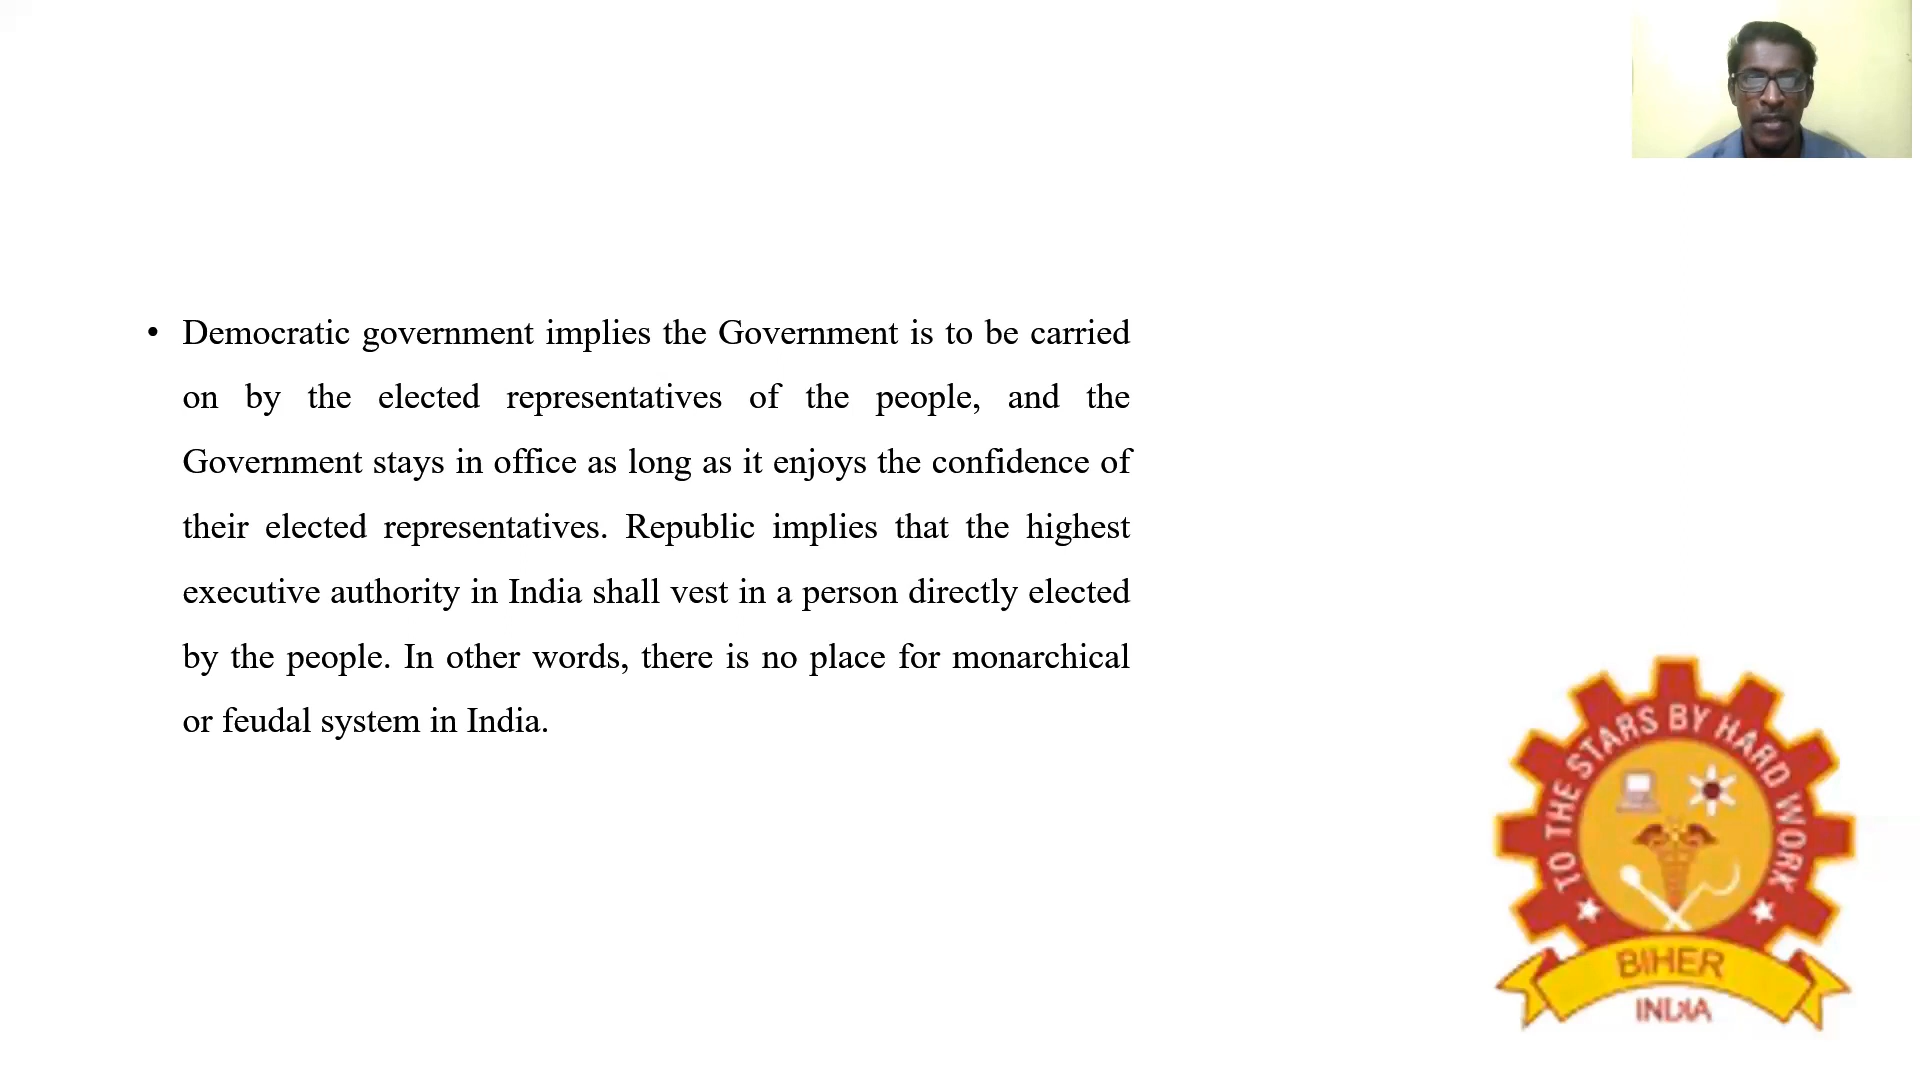 • Democratic government implies the Government is to be carried
on by the elected representatives of the people, and the
Government stays in office as long as it enjoys the confidence of
their elected representatives. Republic implies that the highest
executive authority in India shall vest in a person directly elected
by the people. In other words, there is no place for monarchical
or feudal system in India.
TO THE STARS BY HARD WORK
BIHER
INDIA